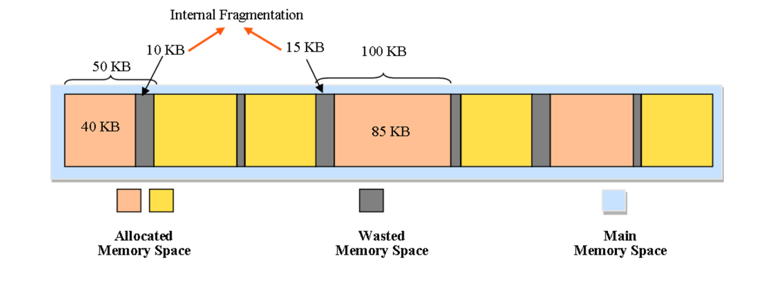 Internal Fragmentation
10 KB
15 KB
100 KB
50 KB
40 KB
85 KB
Allocated
Memory Space
Wasted
Memory Space
Main
Memory Space